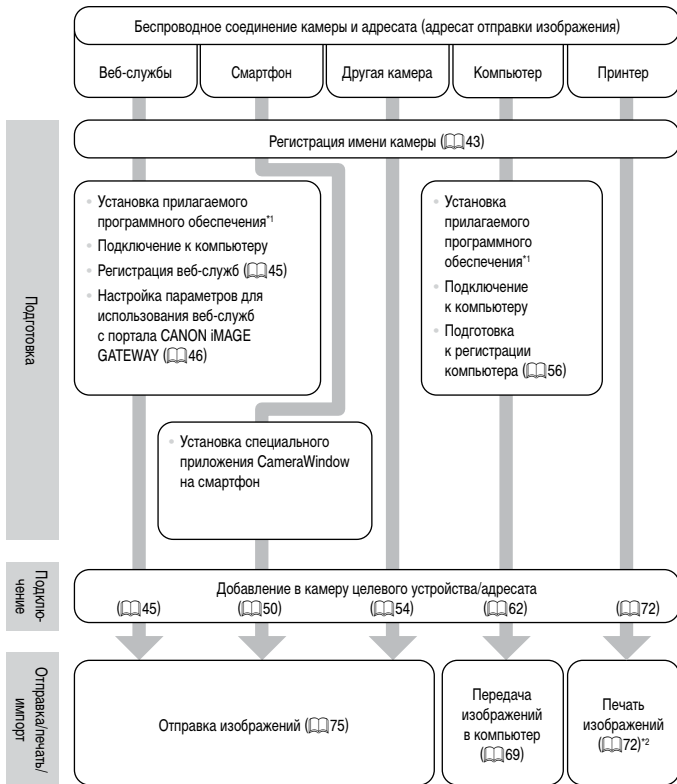 Беспроводное соединение камеры и адресата (адресат отправки изображения)
Веб-службы
Смартфон
Другая камера
Компьютер
Принтер
Подготовка
Регистрация имени камеры (43)
• Установка прилагаемого
программного обеспечения*1
• Подключение к компьютеру
• Регистрация веб-служб (45)
• Настройка параметров для
использования веб-служб
с портала CANON iMAGE
GATEWAY (46)
• Установка
прилагаемого
программного
обеспечения*1
• Подключение
к компьютеру
• Подготовка
к регистрации
компьютера (56)
• Установка специального
приложения CameraWindow
на смартфон
Подклю-
чение
Добавление в камеру целевого устройства/адресата
(45)
(50)
(54)
(62)
(72)
Отправка/печать/
импорт
Отправка изображений (75)
Передача
изображений
в компьютер
(69)
Печать
изображений
(72)*2